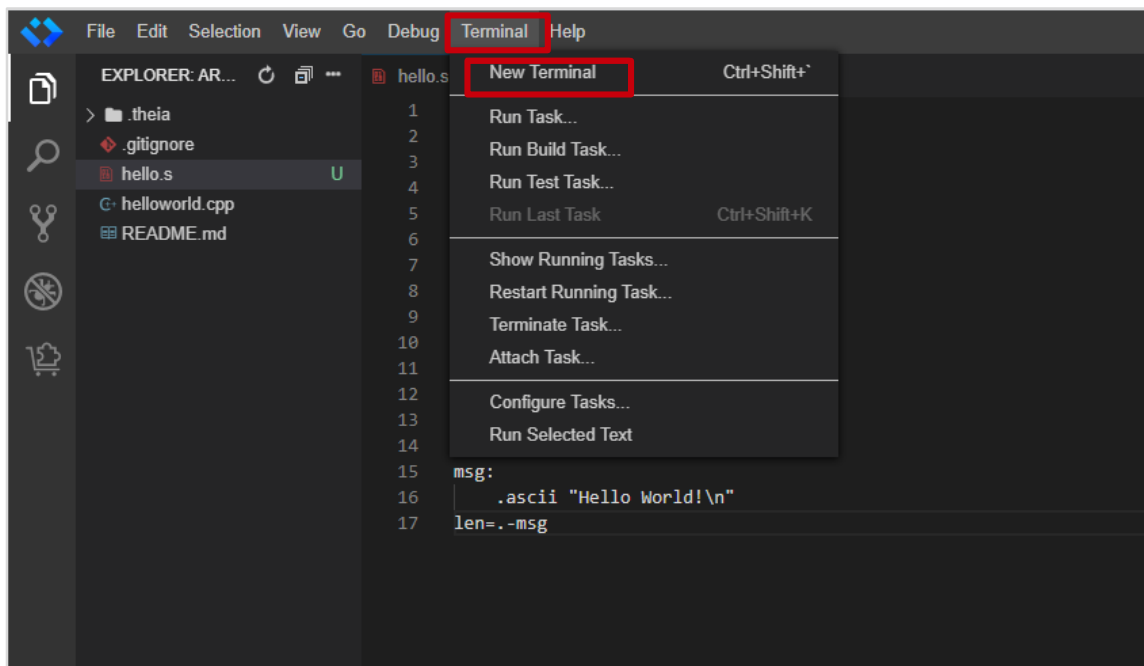 File Edit Selection View Go Debug Terminal Help
EXPLORER: AR...
.theia
.gitignore
hello.s U
helloworld.cpp
README.md
hello.s
New Terminal Ctrl+Shift+`
Run Task...
Run Build Task...
Run Test Task...
Run Last Task Ctrl+Shift+K
Show Running Tasks...
Restart Running Task...
Terminate Task...
Attach Task...
Configure Tasks...
Run Selected Text
1
2
3
4
5
6
7
8
9
10
11
12
13
14
15 msg:
16 .ascii "Hello World!\n"
17 len=.-msg